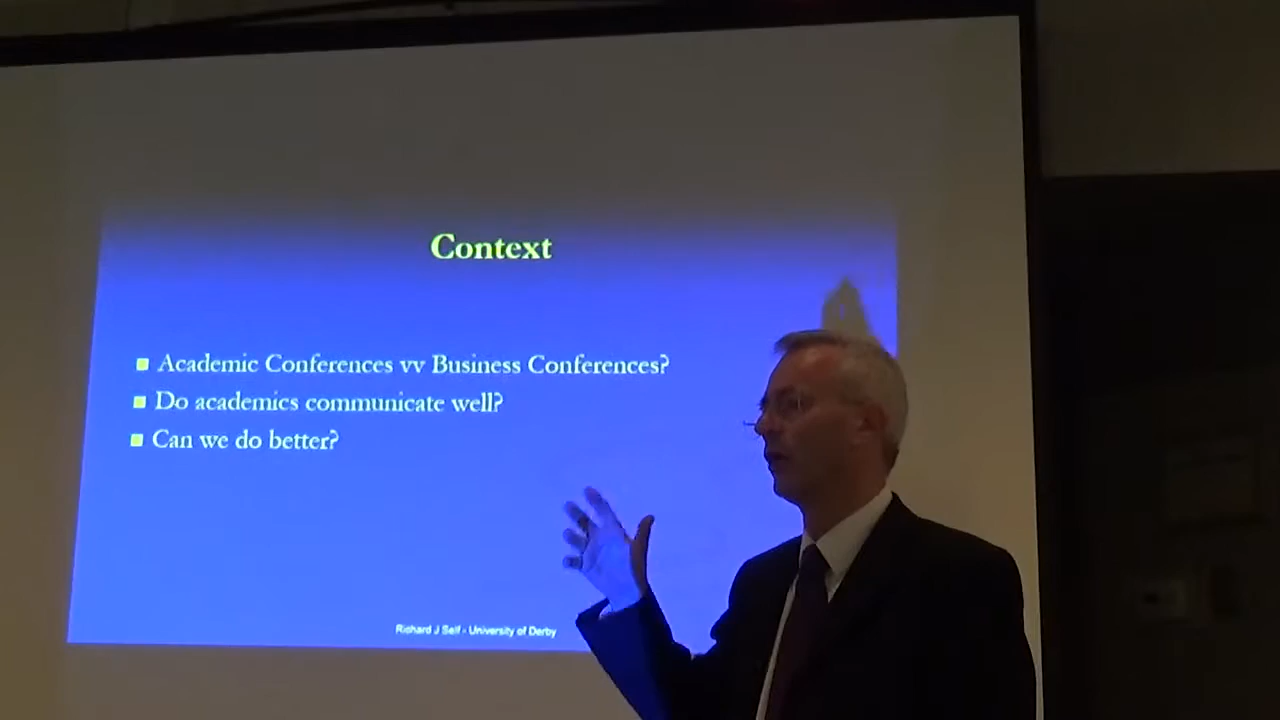 Context
Academic Conferences vv Business Conferences?
Do academics communicate well?
Can we do better?
Richard J Self - University of Derby